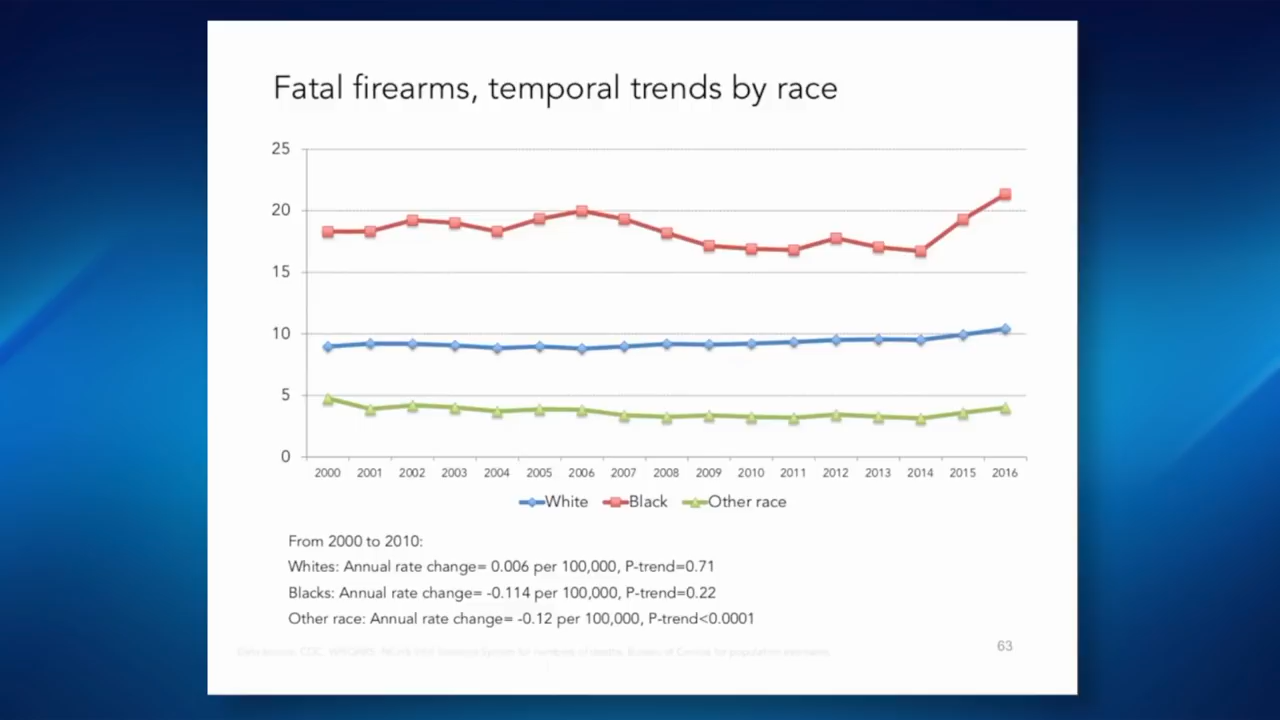 Fatal firearms, temporal trends by race
25
20
15
10
5
0
2000 2001 2002 2003 2004 2005 2006 2007 2008 2009 2010 2011 2012 2013 2014 2015 2016
White Black Other race
From 2000 to 2010:
Whites: Annual rate change= 0.006 per 100,000, P-trend=0.71
Blacks: Annual rate change= -0.114 per 100,000, P-trend=0.22
Other race: Annual rate change= -0.12 per 100,000, P-trend<0.0001
63